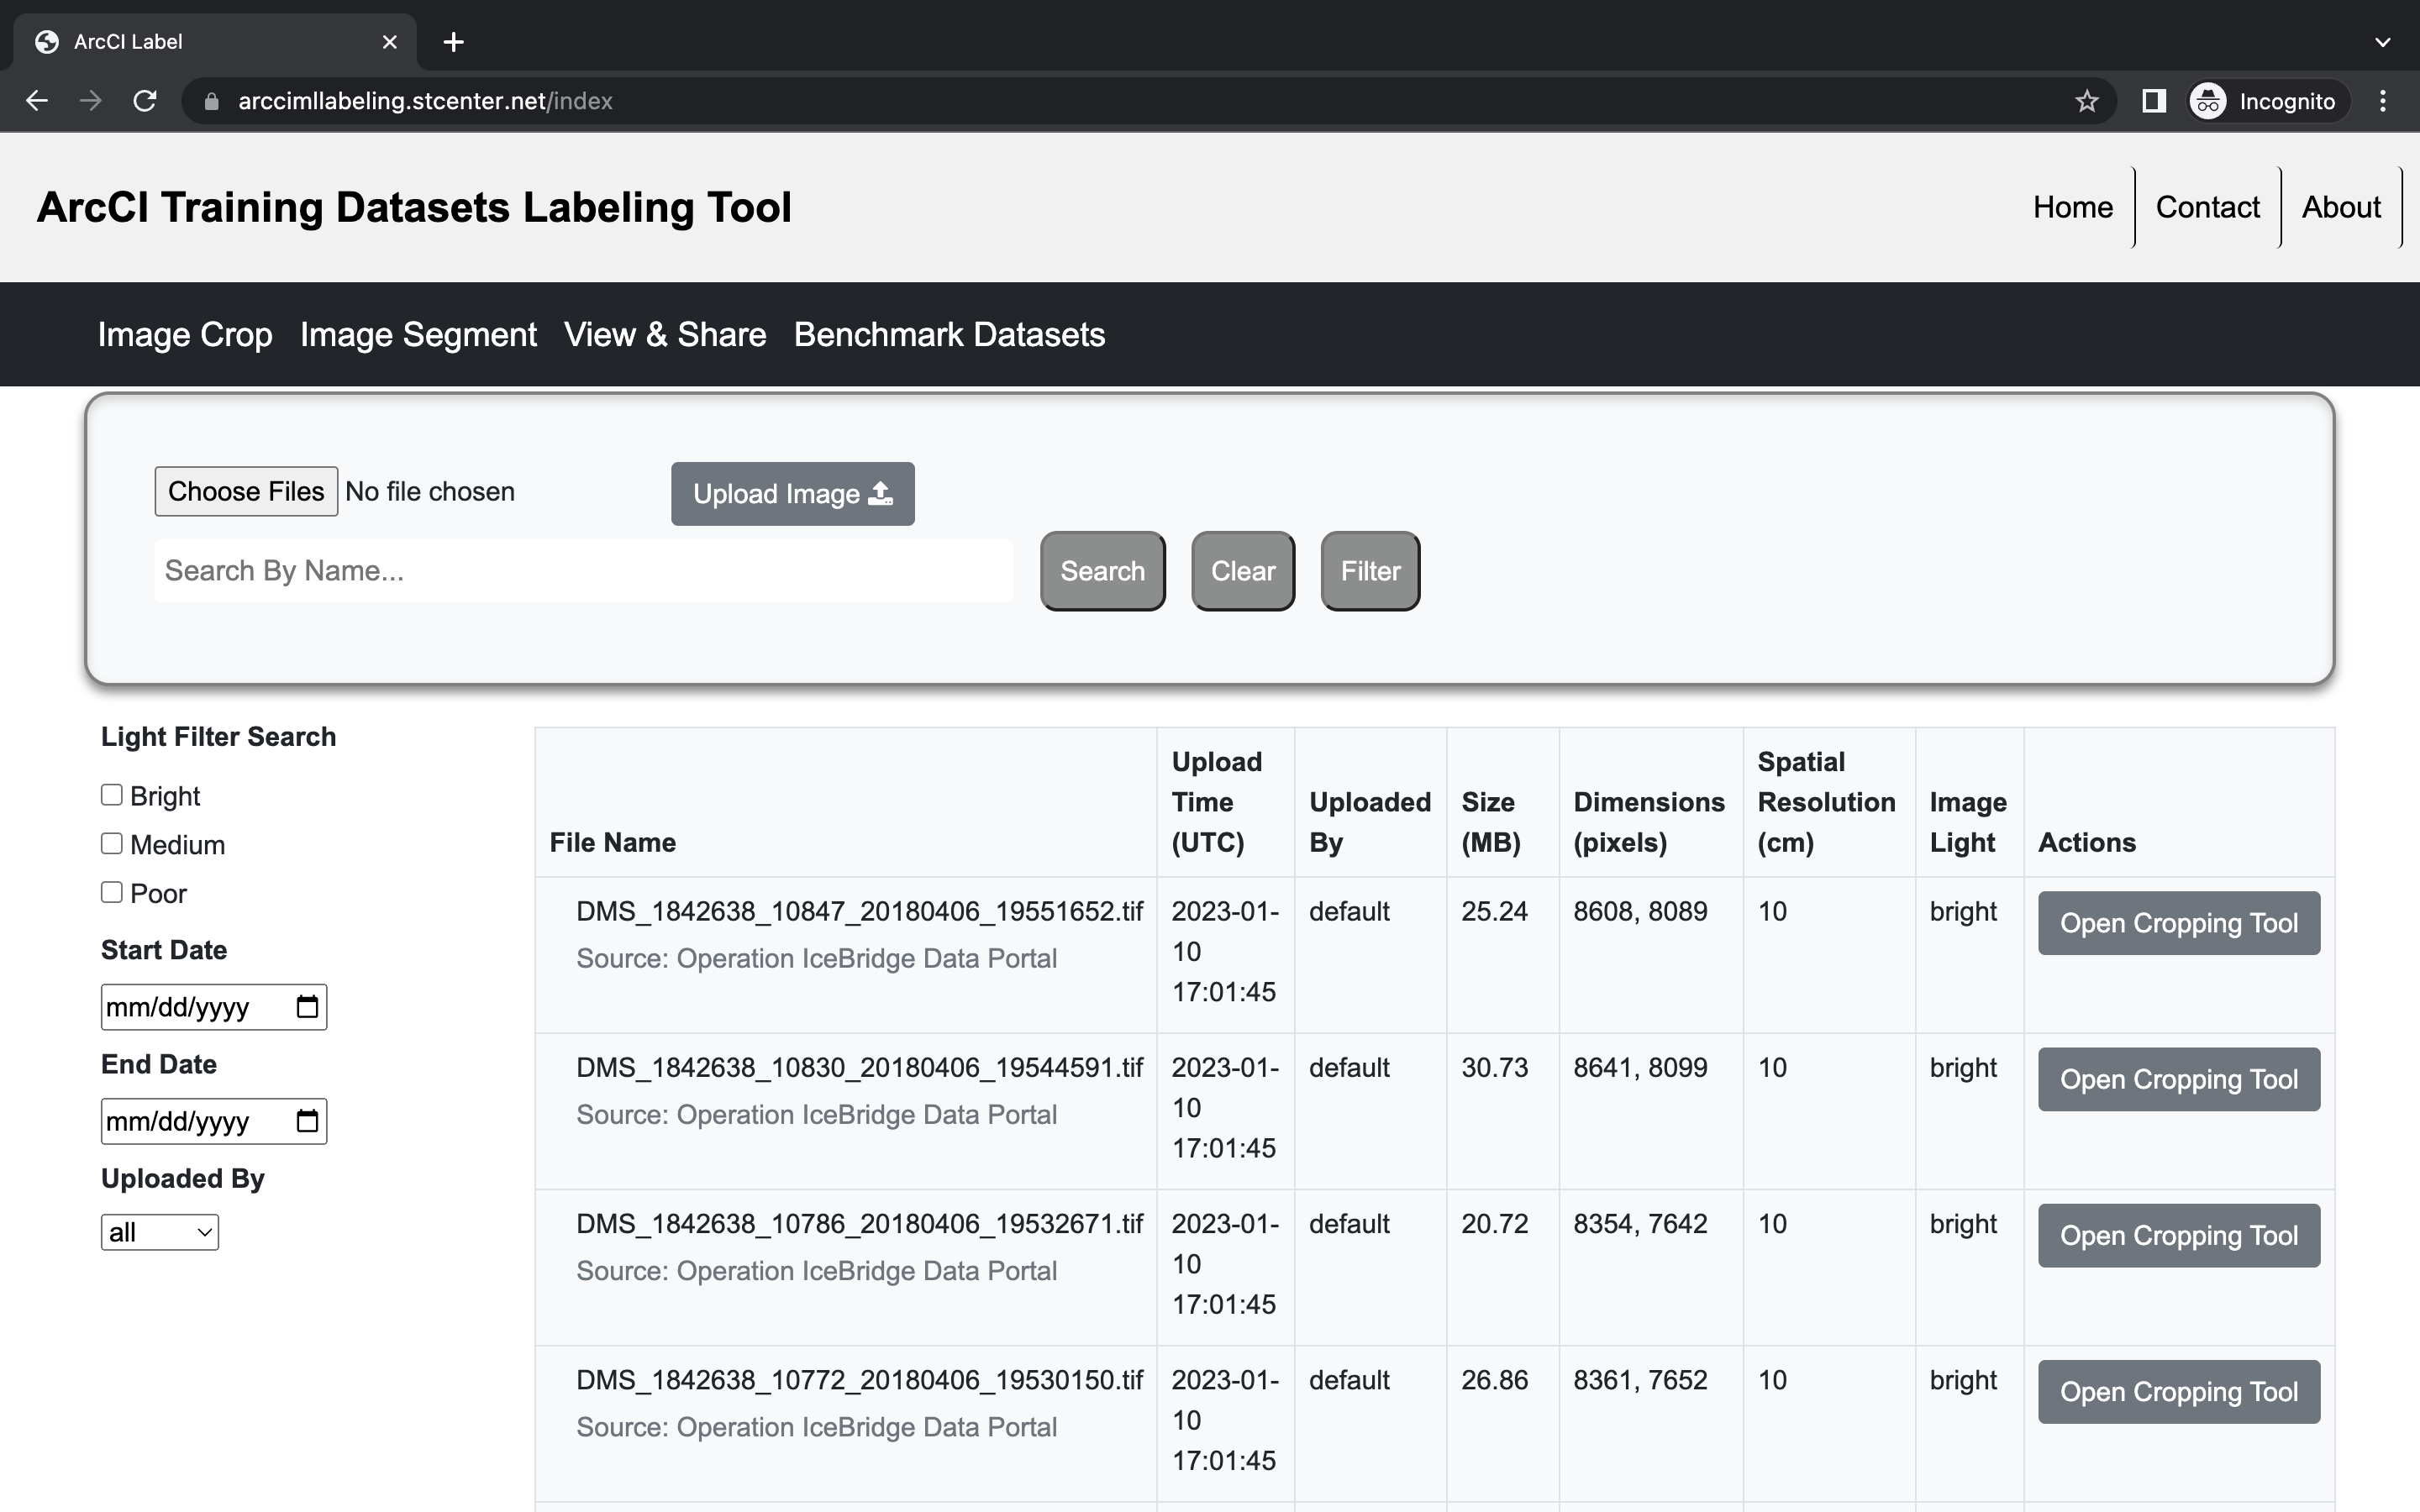 ArcCI Label
arccimllabeling.stcenter.net/index
Incognito
ArcCI Training Datasets Labeling Tool
Home
Contact
About
Image Crop
Image Segment
View & Share
Benchmark Datasets
Choose Files No file chosen
Upload Image
Search By Name...
Search
Clear
Filter
Light Filter Search
Bright
Medium
Poor
Start Date
mm/dd/yyyy
End Date
mm/dd/yyyy
Uploaded By
all
File Name
Upload
Time
(UTC)
Uploaded
By
Size
(MB)
Dimensions
(pixels)
Spatial
Resolution
(cm)
Image
Light
Actions
DMS_1842638_10847_20180406_19551652.tif
Source: Operation IceBridge Data Portal
2023-01-
10
17:01:45
default
25.24
8608, 8089
10
bright
Open Cropping Tool
DMS_1842638_10830_20180406_19544591.tif
Source: Operation IceBridge Data Portal
2023-01-
10
17:01:45
default
30.73
8641, 8099
10
bright
Open Cropping Tool
DMS_1842638_10786_20180406_19532671.tif
Source: Operation IceBridge Data Portal
2023-01-
10
17:01:45
default
20.72
8354, 7642
10
bright
Open Cropping Tool
DMS_1842638_10772_20180406_19530150.tif
Source: Operation IceBridge Data Portal
2023-01-
10
17:01:45
default
26.86
8361, 7652
10
bright
Open Cropping Tool